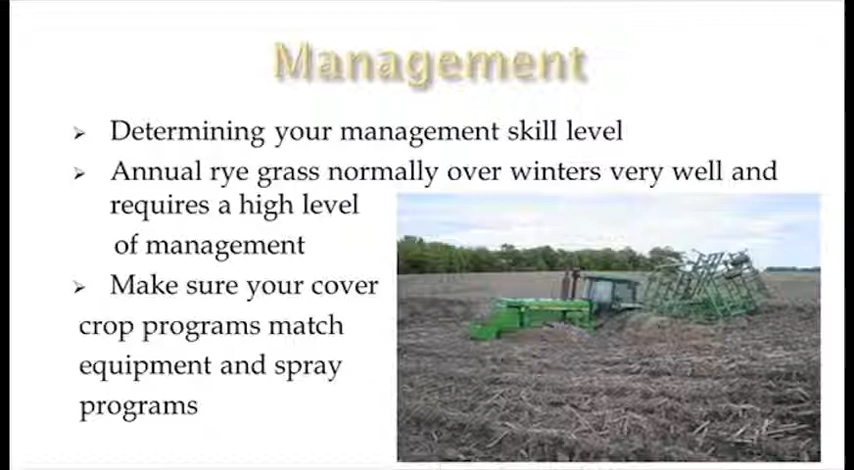 Management
➢ Determining your management skill level
➢ Annual rye grass normally over winters very well and
requires a high level
of management
➢ Make sure your cover
crop programs match
equipment and spray
programs